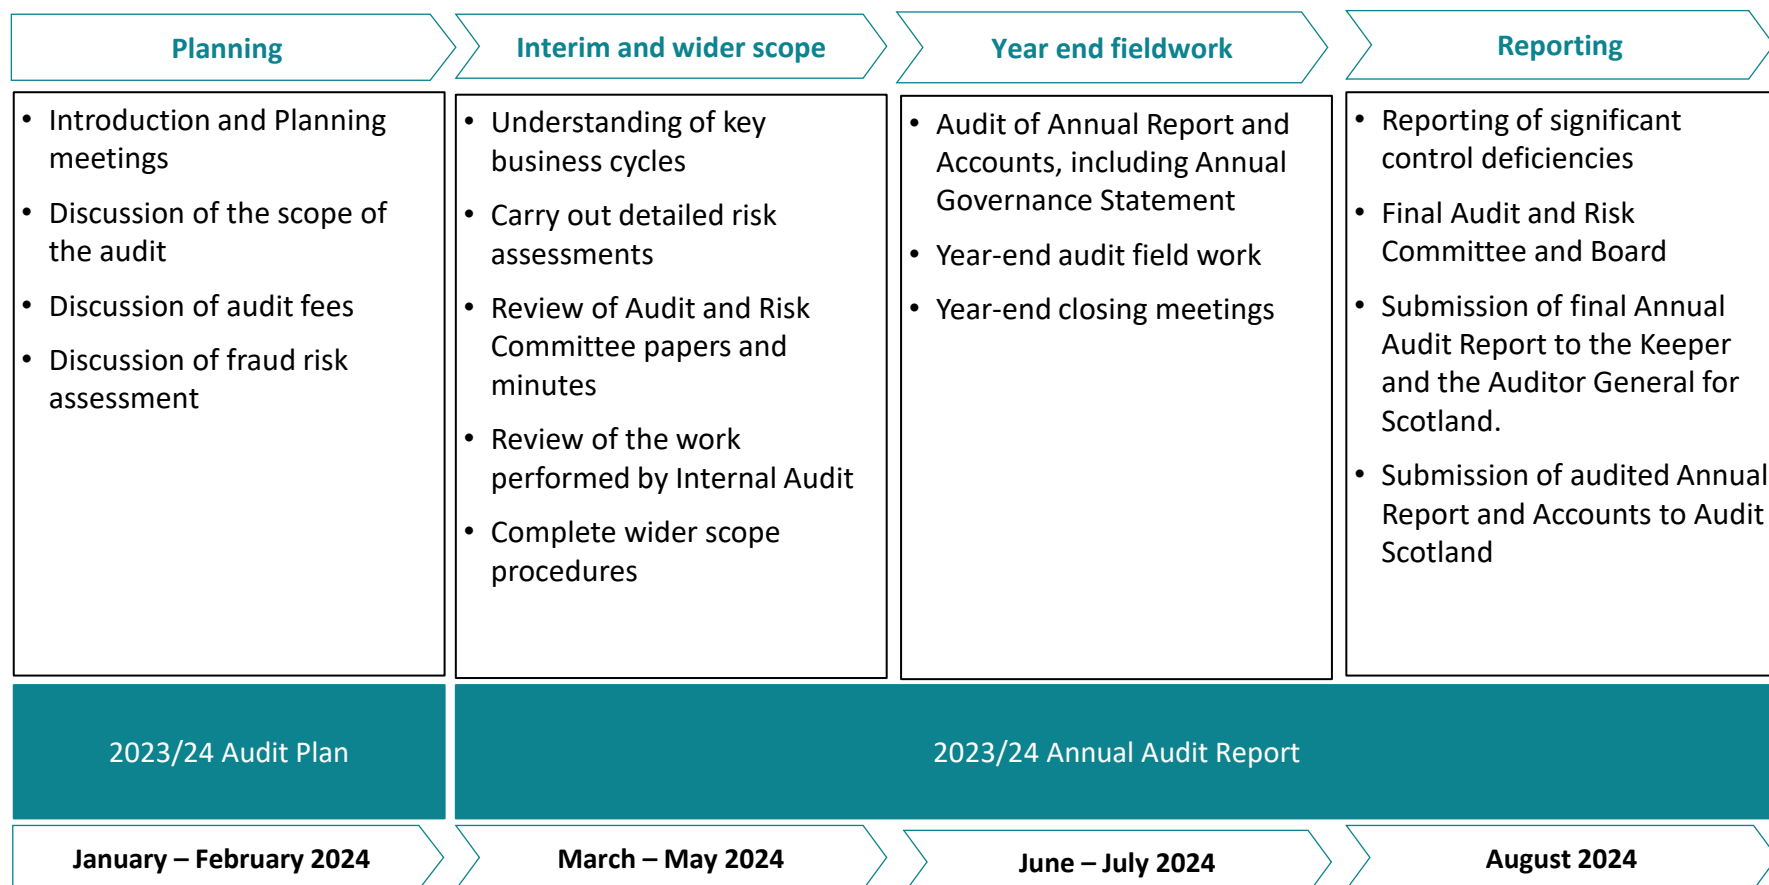 Planning
Interim and wider scope
Year end fieldwork
Reporting
• Introduction and Planning
meetings
• Discussion of the scope of
the audit
• Discussion of audit fees
• Discussion of fraud risk
assessment
• Understanding of key
business cycles
• Carry out detailed risk
assessments
• Review of Audit and Risk
Committee papers and
minutes
• Review of the work
performed by Internal Audit
• Complete wider scope
procedures
• Audit of Annual Report and
Accounts, including Annual
Governance Statement
• Year-end audit field work
• Year-end closing meetings
• Reporting of significant
control deficiencies
• Final Audit and Risk
Committee and Board
• Submission of final Annual
Audit Report to the Keeper
and the Auditor General for
Scotland.
• Submission of audited Annual
Report and Accounts to Audit
Scotland
2023/24 Audit Plan
2023/24 Annual Audit Report
January – February 2024
March – May 2024
June – July 2024
August 2024